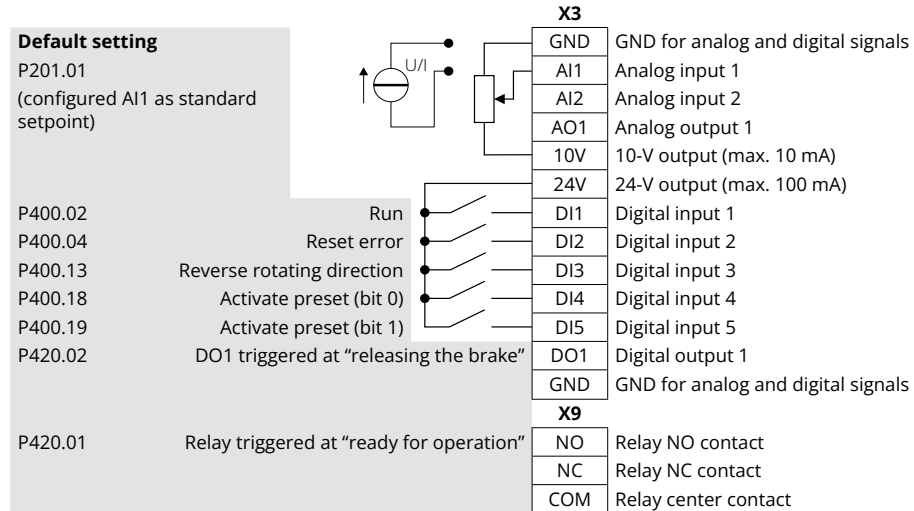 X3
Default setting
GND GND for analog and digital signals
P201.01 U/I AI1 Analog input 1
(configured AI1 as standard AI2 Analog input 2
setpoint)
AO1 Analog output 1
10V 10-V output (max. 10 mA)
24V 24-V output (max. 100 mA)
P400.02 Run DI1 Digital input 1
P400.04 Reset error DI2 Digital input 2
P400.13 Reverse rotating direction DI3 Digital input 3
P400.18 Activate preset (bit 0) DI4 Digital input 4
P400.19 Activate preset (bit 1) DI5 Digital input 5
P420.02 DO1 triggered at “releasing the brake” DO1 Digital output 1
GND GND for analog and digital signals
X9
P420.01 Relay triggered at “ready for operation” NO Relay NO contact
NC Relay NC contact
COM Relay center contact